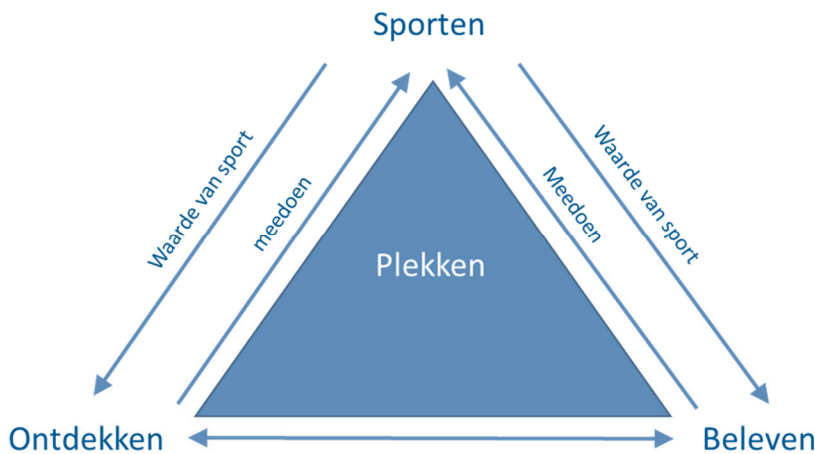 Sporten
Waarde van sport
meedoen
Meedoen
Waarde van sport
Plekken
Ontdekken
Beleven